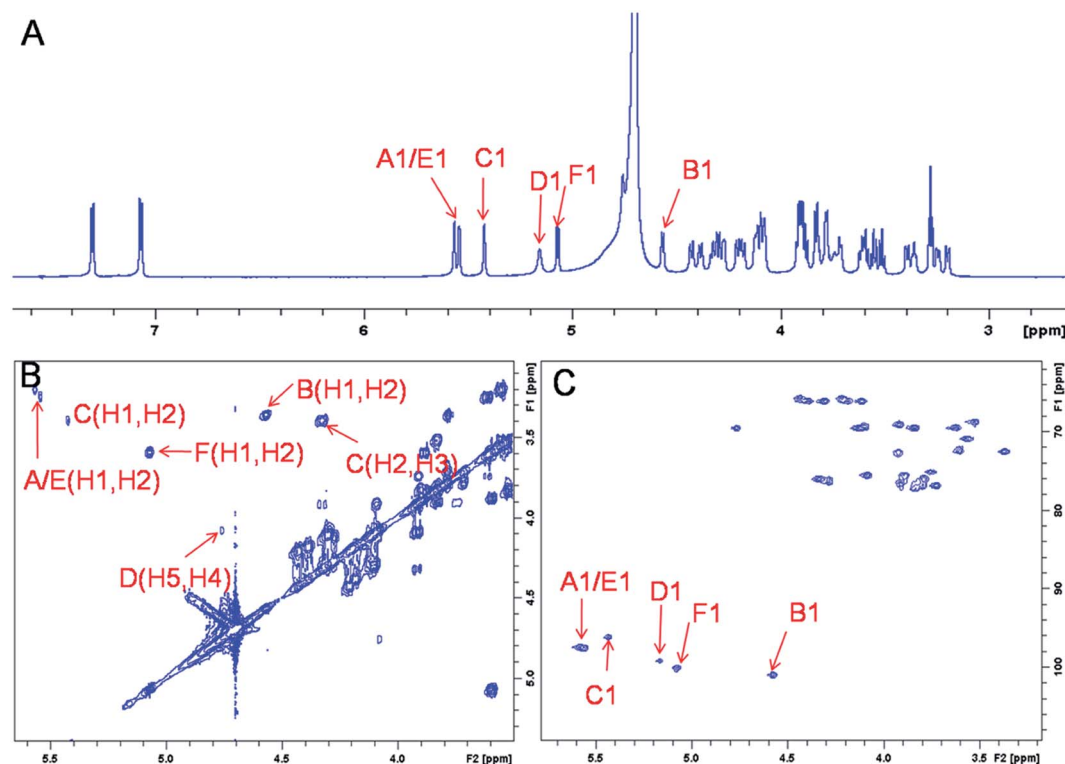 A
A1/E1
C1
D1
F1
B1
7
6
5
4
3
[ppm]
B
B(H1,H2)
C(H1,H2)
F(H1,H2)
C(H2,H3)
A/E(H1,H2)
D(H5,H4)
F1 [ppm]
3.5
4.0
4.5
5.0
5.5
5.0
4.5
4.0
F2 [ppm]
C
A1/E1
D1
F1
B1
C1
F1 [ppm]
70
80
90
100
5.5
5.0
4.5
4.0
3.5
F2 [ppm]